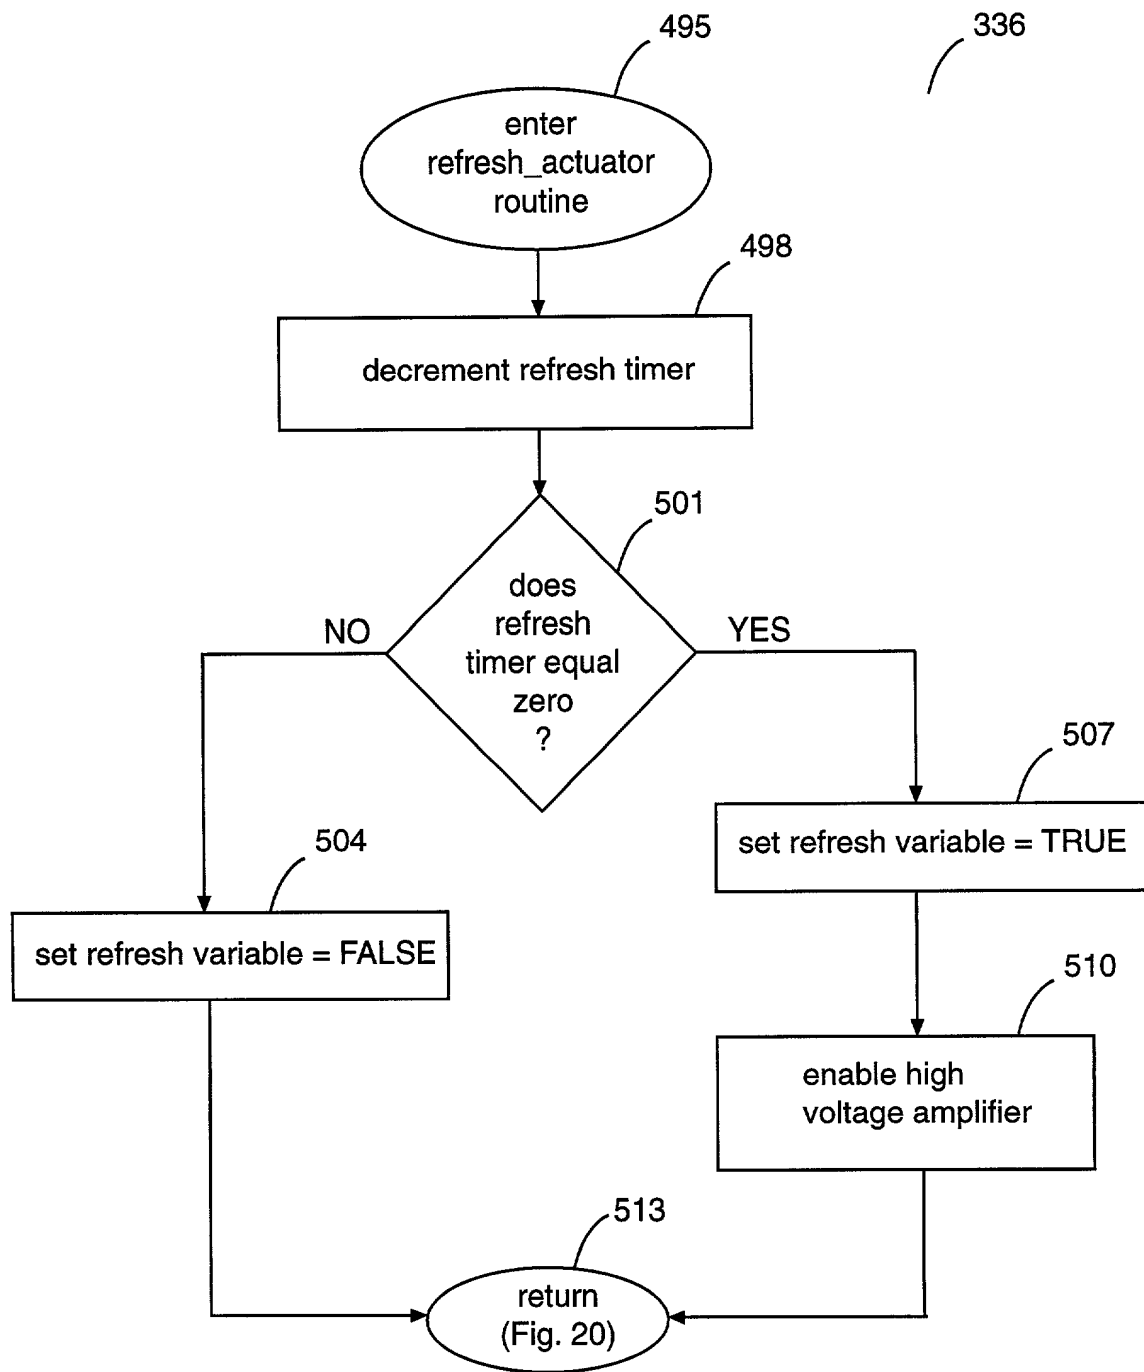 495
336
enter
refresh_actuator
routine
498
decrement refresh timer
501
does
refresh
timer equal
zero
?
NO
YES
507
set refresh variable = TRUE
504
set refresh variable = FALSE
510
enable high
voltage amplifier
513
return
(Fig. 20)